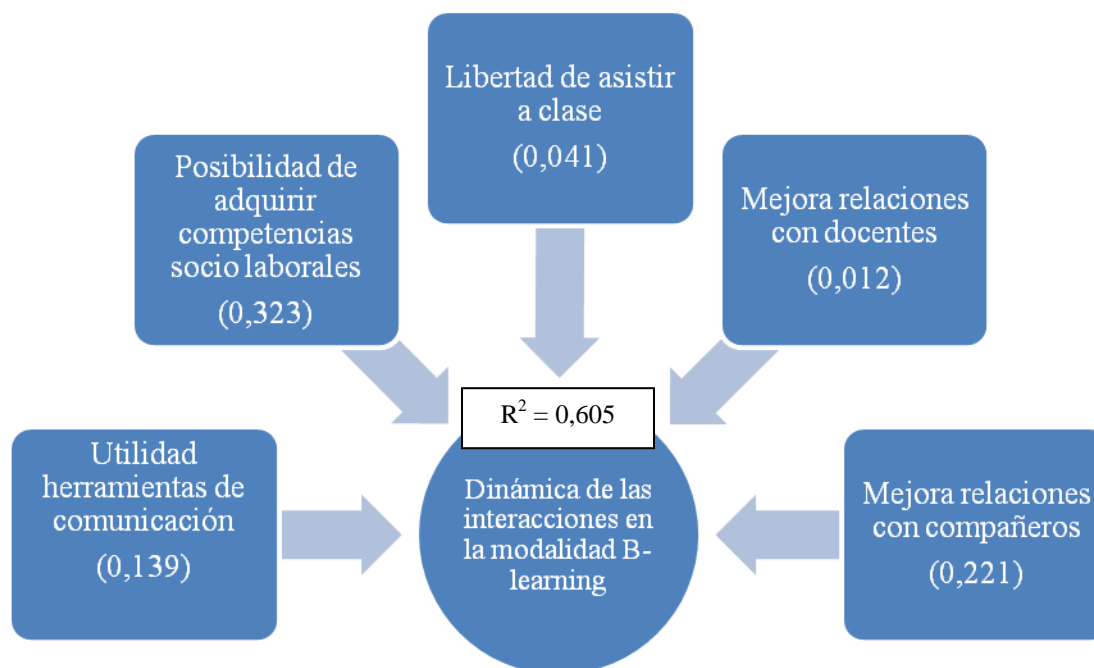 Libertad de asistir
a clase
(0,041)
Posibilidad de
adquirir
competencias
socio laborales
(0,323)
Mejora relaciones
con docentes
(0,012)
R² = 0,605
Utilidad
herramientas de
comunicación
(0,139)
Dinámica de las
interacciones en
la modalidad B-
learning
Mejora relaciones
con compañeros
(0,221)